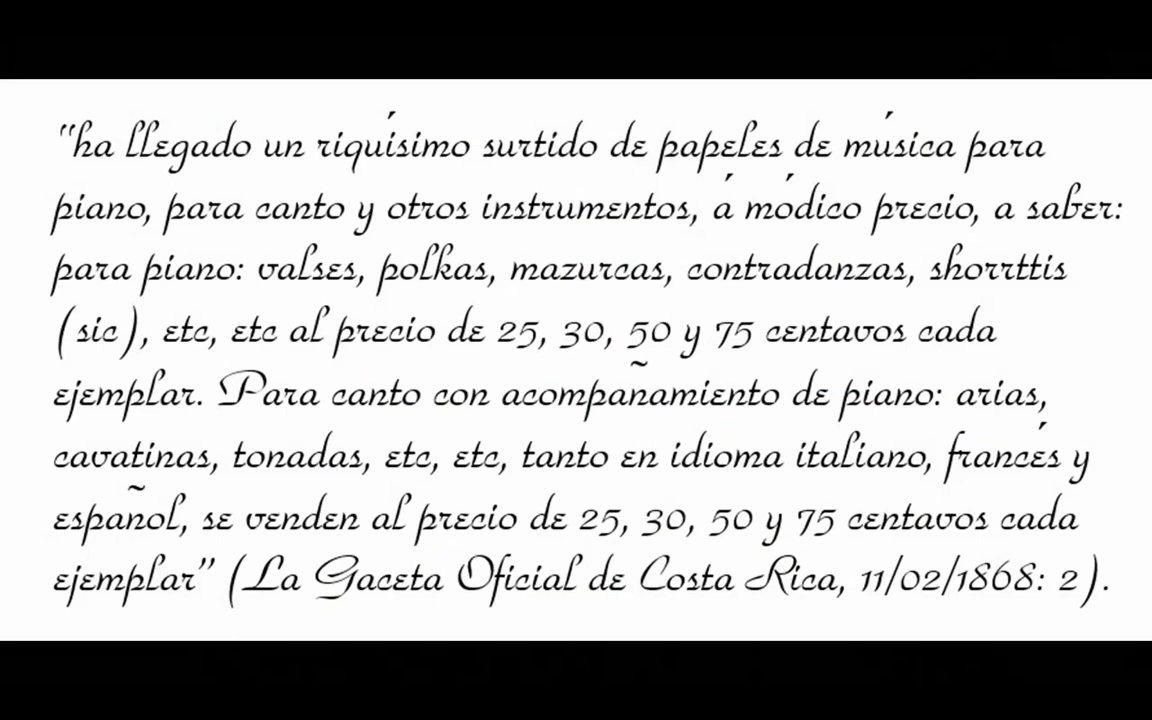 "ha llegado un riquísimo surtido de papeles de música para
piano, para canto y otros instrumentos, á módico precio, a saber:
para piano: valses, polkas, mazurcas, contradanzas, shorrttis
(sic), etc, etc al precio de 25, 30, 50 y 75 centavos cada
ejemplar. Para canto con acompañamiento de piano: arias,
cavatinas, tonadas, etc, etc, tanto en idioma italiano, francés y
español, se venden al precio de 25, 30, 50 y 75 centavos cada
ejemplar" (La Gaceta Oficial de Costa Rica, 11/02/1868: 2).